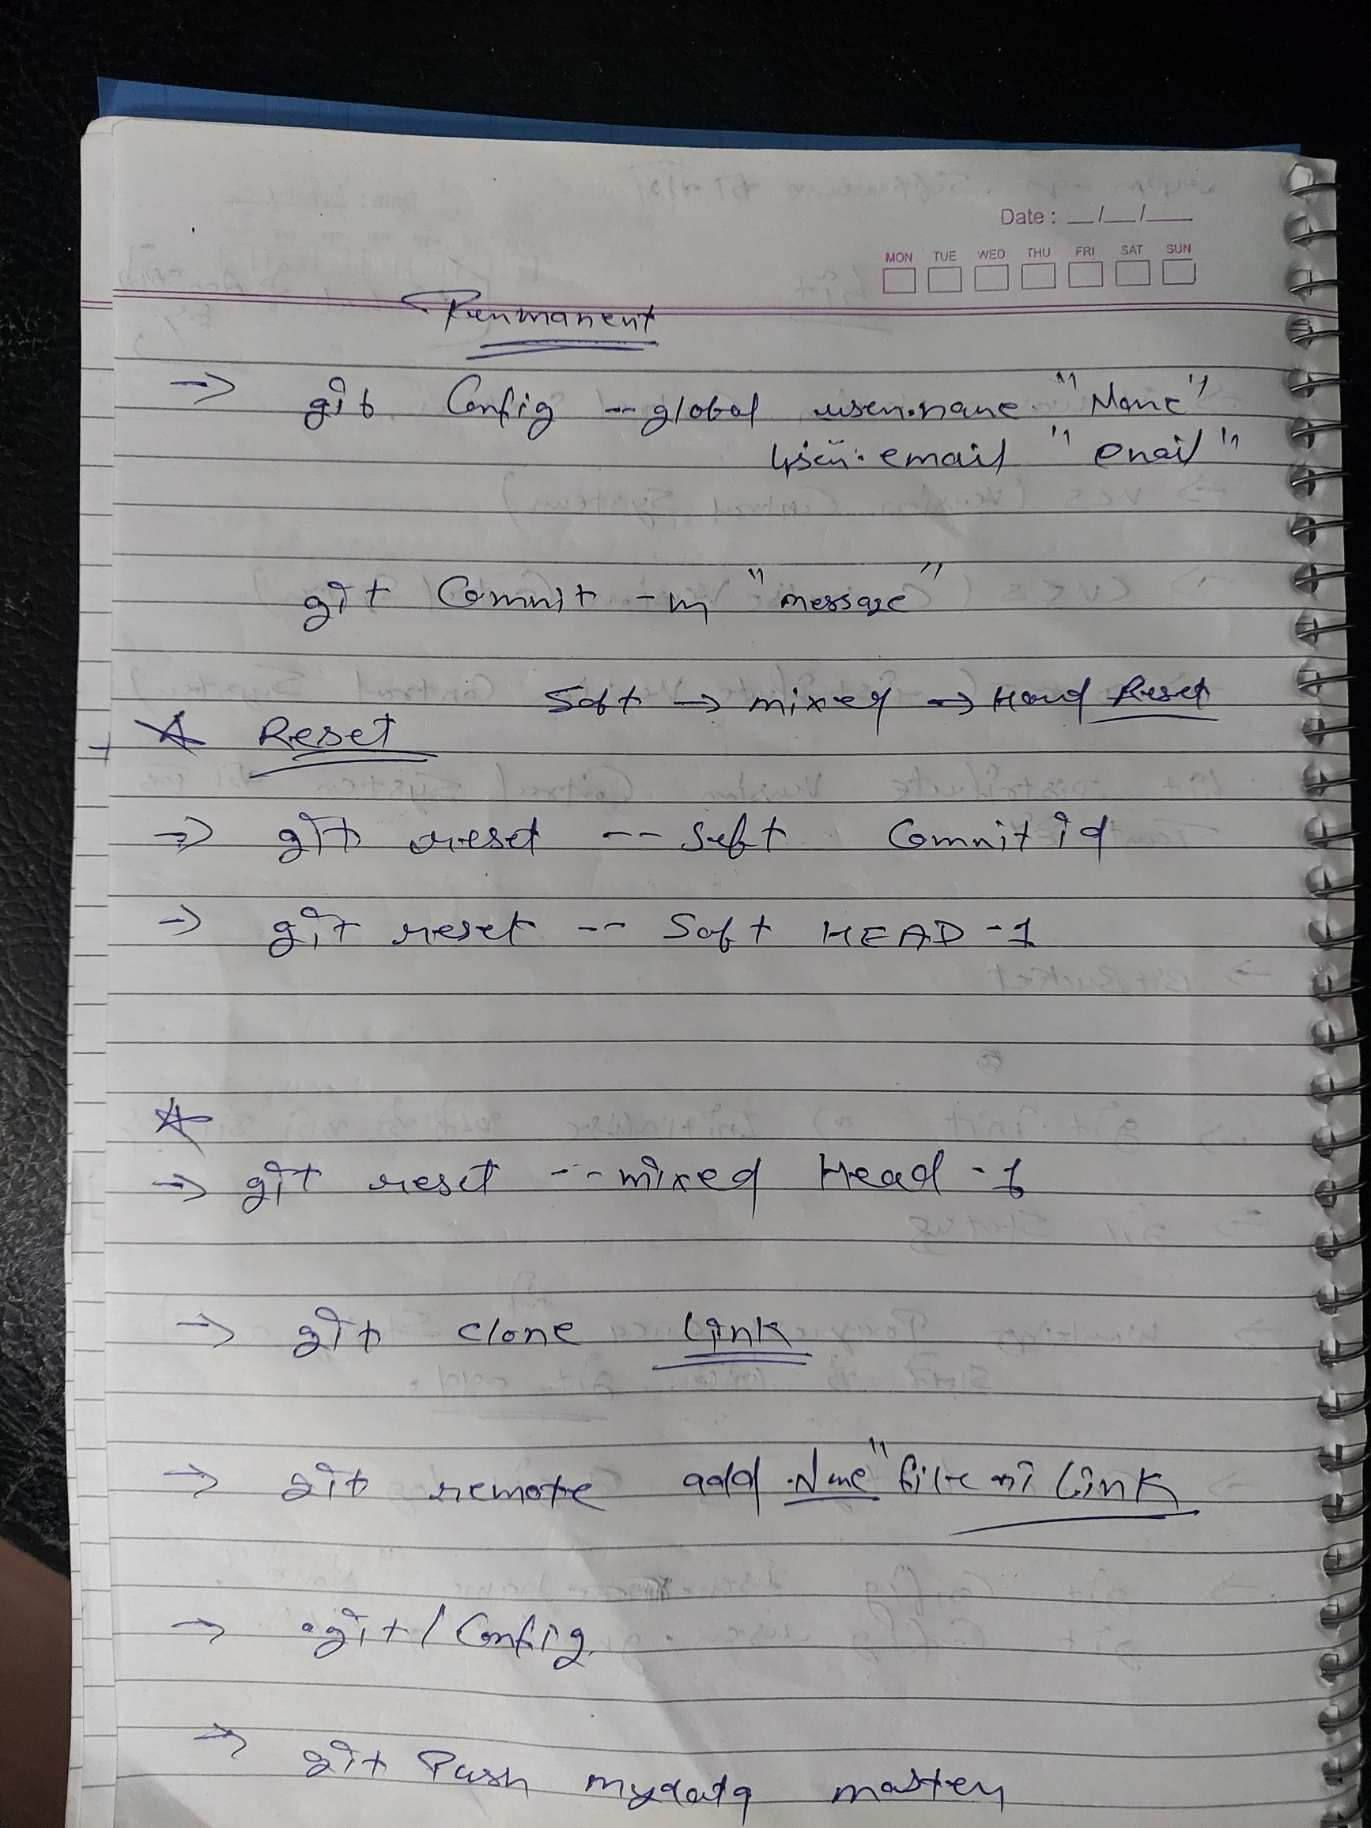 Date : __/__/__
MON TUE WED THU FRI SAT SUN
Permanent
→ git Config --global user.name "Name"
user.email "email"
git Commit -m "message"
Soft → mixed → Hard Reset
☆ Reset
→ git reset -- soft Commit id
→ git reset -- Soft HEAD -1
☆
→ git reset -- mixed Head -1
→ git clone Link
→ git remote add Name "
Link
→ .git/Config
→ git Push mydata master